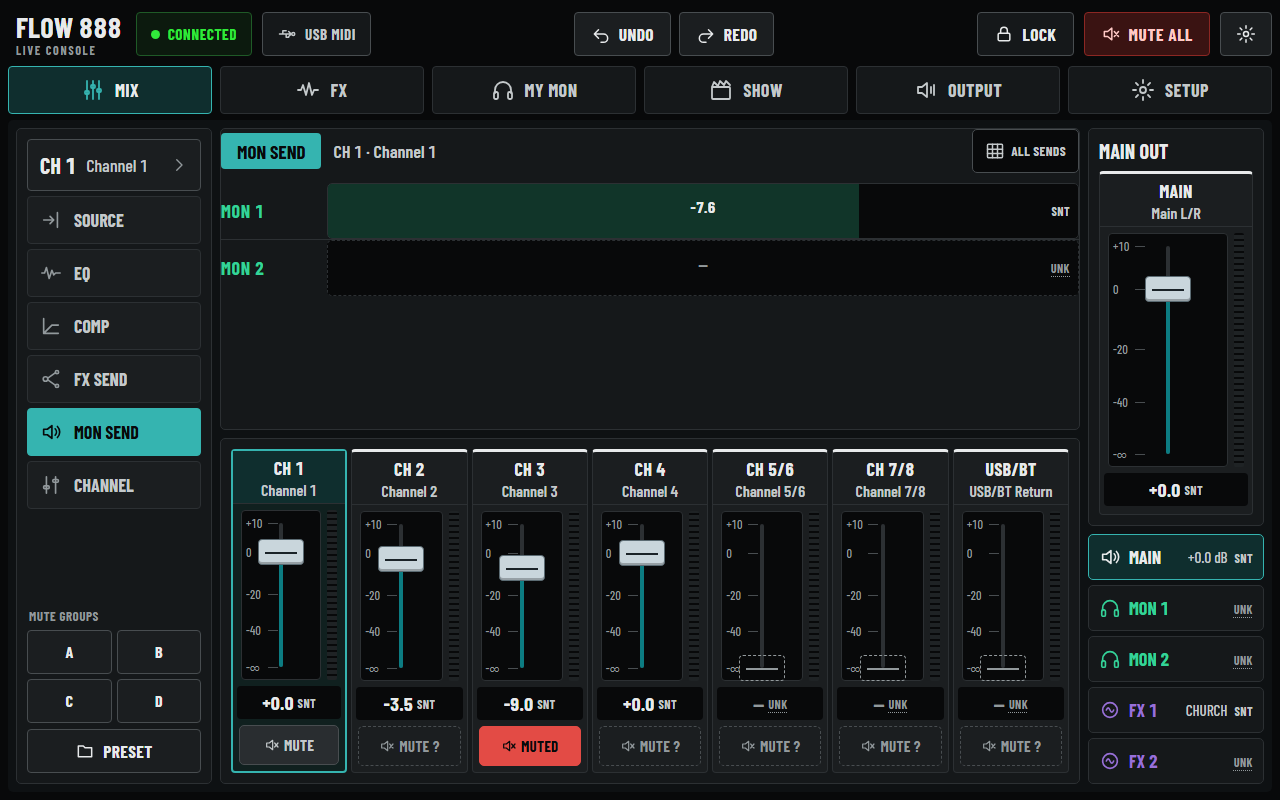 FLOW 888
LIVE CONSOLE
CONNECTED
USB MIDI
UNDO
REDO
LOCK
MUTE ALL
MIX
FX
MY MON
SHOW
OUTPUT
SETUP
CH 1 Channel 1
SOURCE
EQ
COMP
FX SEND
MON SEND
CHANNEL
MUTE GROUPS
A
B
C
D
PRESET
MON SEND
CH 1 · Channel 1
ALL SENDS
MON 1
-7.6
SNT
MON 2
—
UNK
CH 1
Channel 1
+10
0
-20
-40
-∞
+0.0 SNT
MUTE
CH 2
Channel 2
+10
0
-20
-40
-∞
-3.5 SNT
MUTE ?
CH 3
Channel 3
+10
0
-20
-40
-∞
-9.0 SNT
MUTED
CH 4
Channel 4
+10
0
-20
-40
-∞
+0.0 SNT
MUTE ?
CH 5/6
Channel 5/6
+10
0
-20
-40
-∞
— UNK
MUTE ?
CH 7/8
Channel 7/8
+10
0
-20
-40
-∞
— UNK
MUTE ?
USB/BT
USB/BT Return
+10
0
-20
-40
-∞
— UNK
MUTE ?
MAIN OUT
MAIN
Main L/R
+10
0
-20
-40
-∞
+0.0 SNT
MAIN +0.0 dB SNT
MON 1 UNK
MON 2 UNK
FX 1 CHURCH SNT
FX 2 UNK